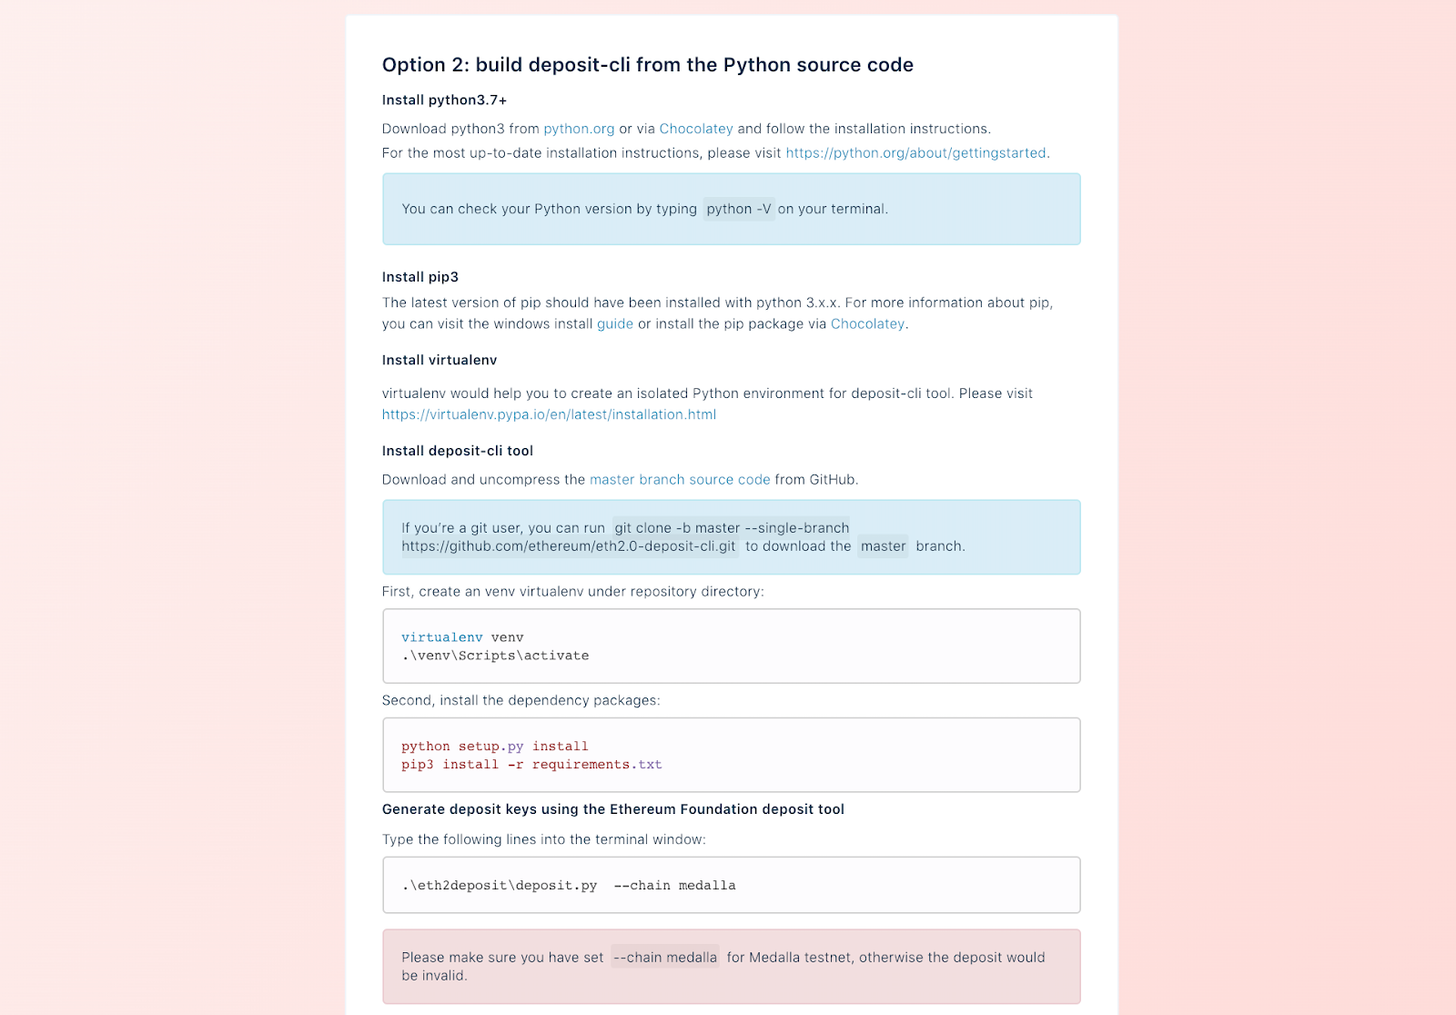 Option 2: build deposit-cli from the Python source code
Install python3.7+
Download python3 from python.org or via Chocolatey and follow the installation instructions.
For the most up-to-date installation instructions, please visit https://python.org/about/gettingstarted.
You can check your Python version by typing python -V on your terminal.
Install pip3
The latest version of pip should have been installed with python 3.x.x. For more information about pip,
you can visit the windows install guide or install the pip package via Chocolatey.
Install virtualenv
virtualenv would help you to create an isolated Python environment for deposit-cli tool. Please visit
https://virtualenv.pypa.io/en/latest/installation.html
Install deposit-cli tool
Download and uncompress the master branch source code from GitHub.
If you’re a git user, you can run git clone -b master --single-branch
https://github.com/ethereum/eth2.0-deposit-cli.git to download the master branch.
First, create an venv virtualenv under repository directory:
virtualenv venv
.\venv\Scripts\activate
Second, install the dependency packages:
python setup.py install
pip3 install -r requirements.txt
Generate deposit keys using the Ethereum Foundation deposit tool
Type the following lines into the terminal window:
.\eth2deposit\deposit.py  --chain medalla
Please make sure you have set --chain medalla for Medalla testnet, otherwise the deposit would
be invalid.